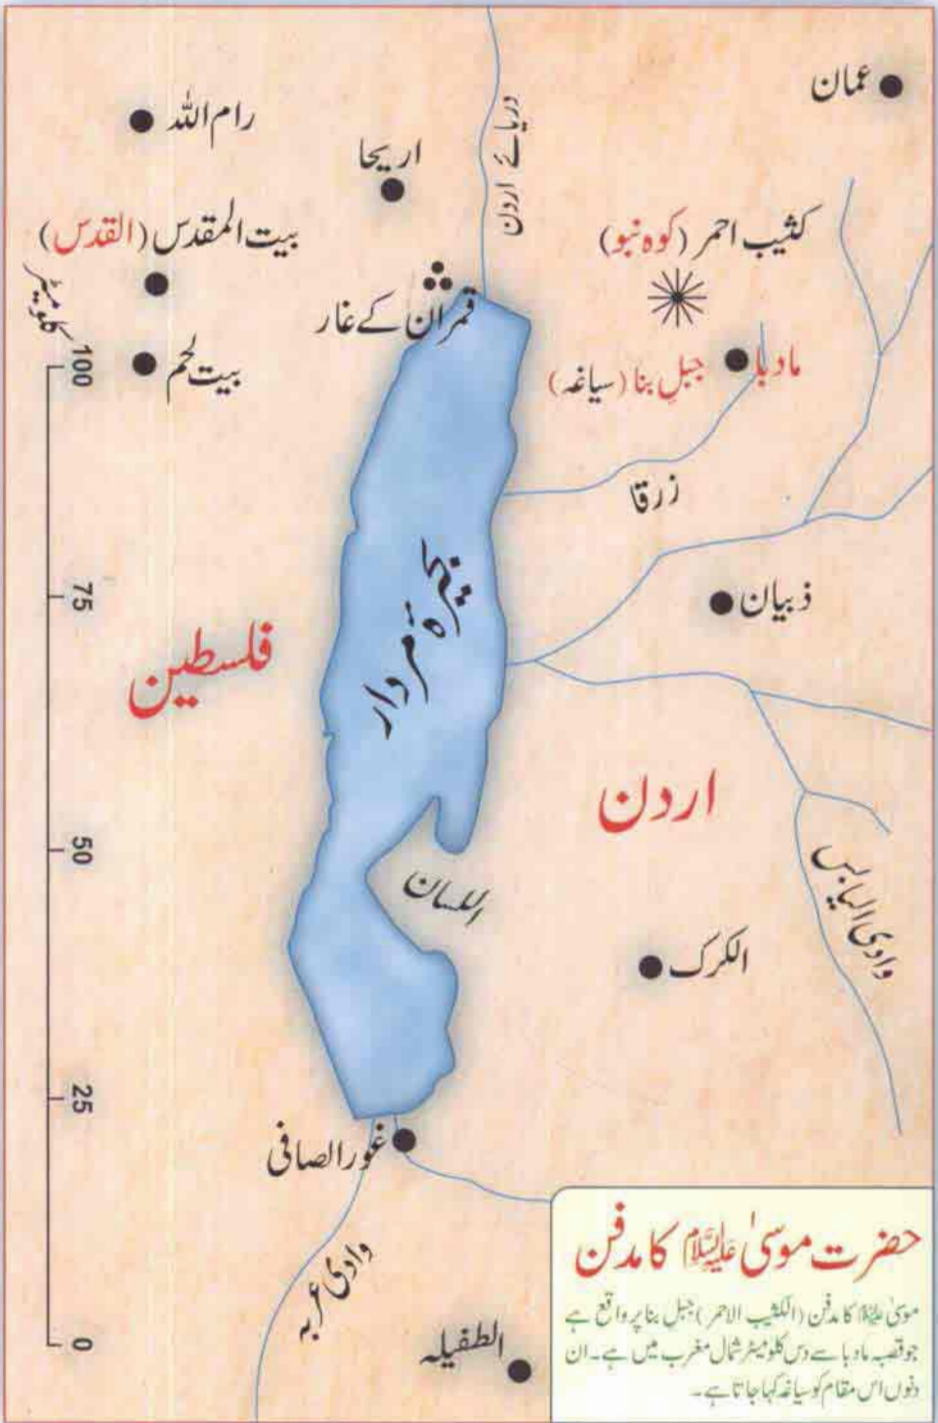 عمان
رام اللہ
دریائے اردن
اریحا
کثیب احمر (کوہ نبو)
بیت المقدس (القدس)
قمران کے غار
کلومیٹر
100
بیت لحم
مادبا
جبل بنا (سیاغہ)
زرقا
بحیرہ مردار
75
ذبیان
فلسطین
اردن
50
اللسان
وادی الیابس
الکرک
25
غور الصافی
وادی عربہ
الطفیلہ
0
حضرت موسیٰ علیہ السلام کا مدفن
موسیٰ علیہ السلام کا مدفن (الکثیب الاحمر) جبل بنا پر واقع ہے
جو قصبہ مادبا سے دس کلومیٹر شمال مغرب میں ہے۔ ان
دنوں اس مقام کو سیاغہ کہا جاتا ہے۔